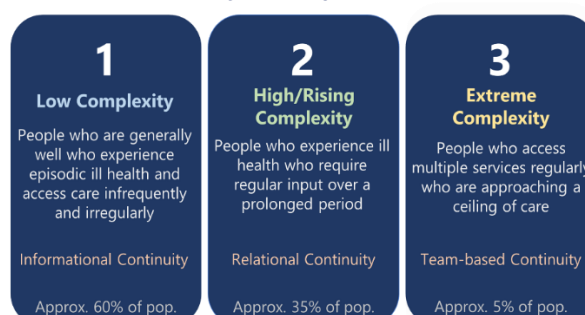 1
Low Complexity
People who are generally
well who experience
episodic ill health and
access care infrequently
and irregularly
Informational Continuity
Approx. 60% of pop.
2
High/Rising
Complexity
People who experience ill
health who require
regular input over a
prolonged period
Relational Continuity
Approx. 35% of pop.
3
Extreme
Complexity
People who access
multiple services regularly
who are approaching a
ceiling of care
Team-based Continuity
Approx. 5% of pop.